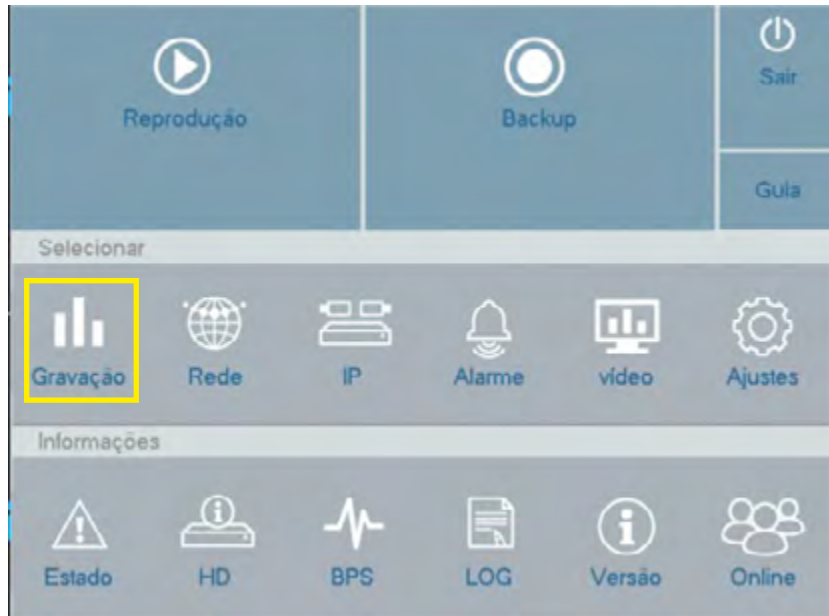 Reprodução
Backup
Sair
Guia
Selecionar
Gravação
Rede
IP
Alarme
vídeo
Ajustes
Informações
Estado
HD
BPS
LOG
Versão
Online